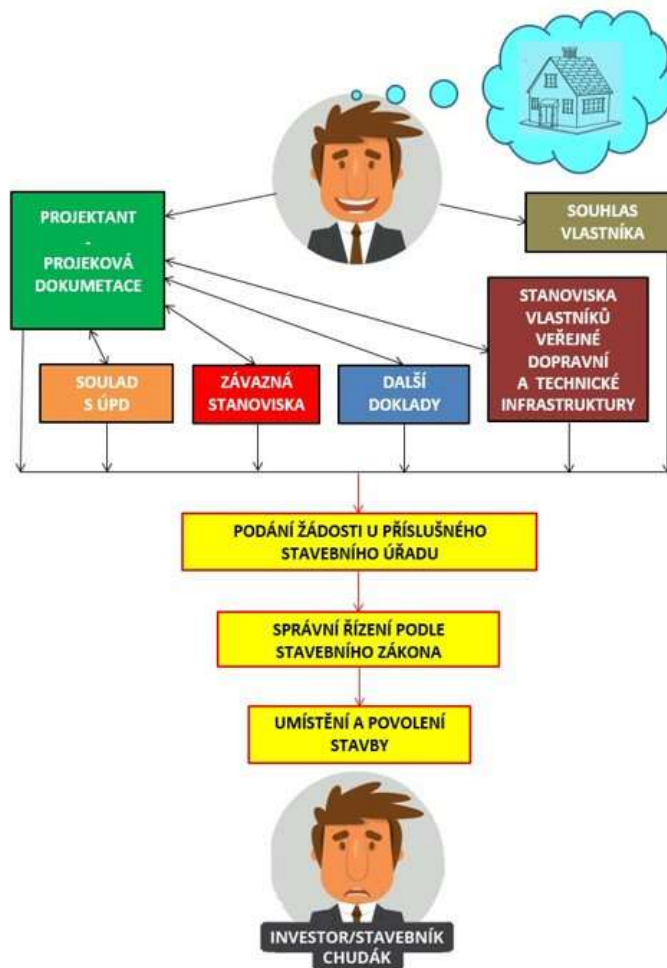 PROJEKTANT
-
PROJEKOVÁ
DOKUMETACE
SOUHLAS
VLASTNÍKA
STANOVISKA
VLASTNÍKŮ
VEŘEJNÉ
DOPRAVNÍ
A TECHNICKÉ
INFRASTRUKTURY
SOULAD
S ÚPD
ZÁVAZNÁ
STANOVISKA
DALŠÍ
DOKLADY
PODÁNÍ ŽÁDOSTI U PŘÍSLUŠNÉHO
STAVEBNÍHO ÚŘADU
SPRÁVNÍ ŘÍZENÍ PODLE
STAVEBNÍHO ZÁKONA
UMÍSTĚNÍ A POVOLENÍ
STAVBY
INVESTOR/STAVEBNÍK
CHUDÁK